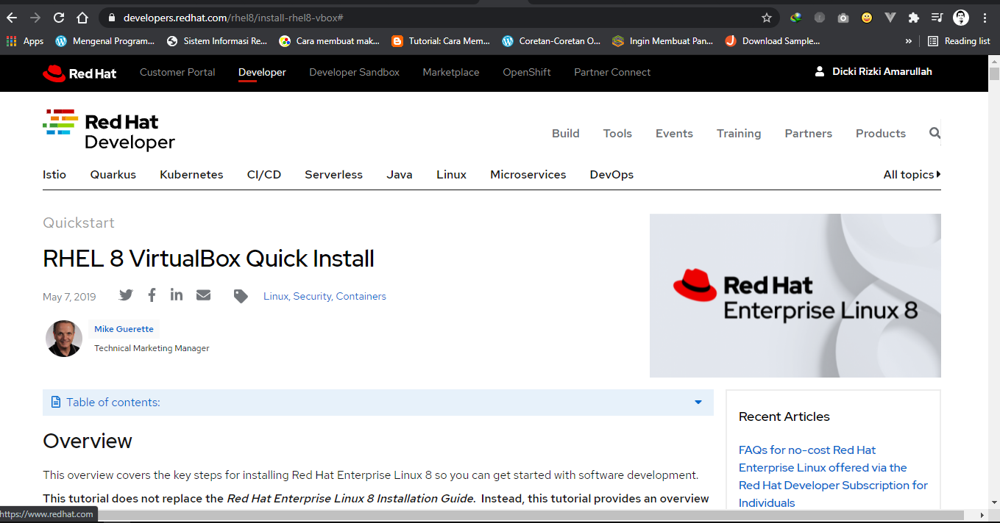 developers.redhat.com/rhel8/install-rhel8-vbox#
Apps Mengenal Program... Sistem Informasi Re... Cara membuat mak... Tutorial: Cara Mem... Coretan-Coretan O... Ingin Membuat Pan... Download Sample... » Reading list
Red Hat Customer Portal Developer Developer Sandbox Marketplace OpenShift Partner Connect Dicki Rizki Amarullah
Red Hat
Developer
Build Tools Events Training Partners Products
Istio Quarkus Kubernetes CI/CD Serverless Java Linux Microservices DevOps All topics
Quickstart
RHEL 8 VirtualBox Quick Install
May 7, 2019 Linux, Security, Containers
Mike Guerette
Technical Marketing Manager
Red Hat
Enterprise Linux 8
Table of contents:
Overview
This overview covers the key steps for installing Red Hat Enterprise Linux 8 so you can get started with software development.
This tutorial does not replace the Red Hat Enterprise Linux 8 Installation Guide. Instead, this tutorial provides an overview
Recent Articles
FAQs for no-cost Red Hat
Enterprise Linux offered via the
Red Hat Developer Subscription for
Individuals
https://www.redhat.com